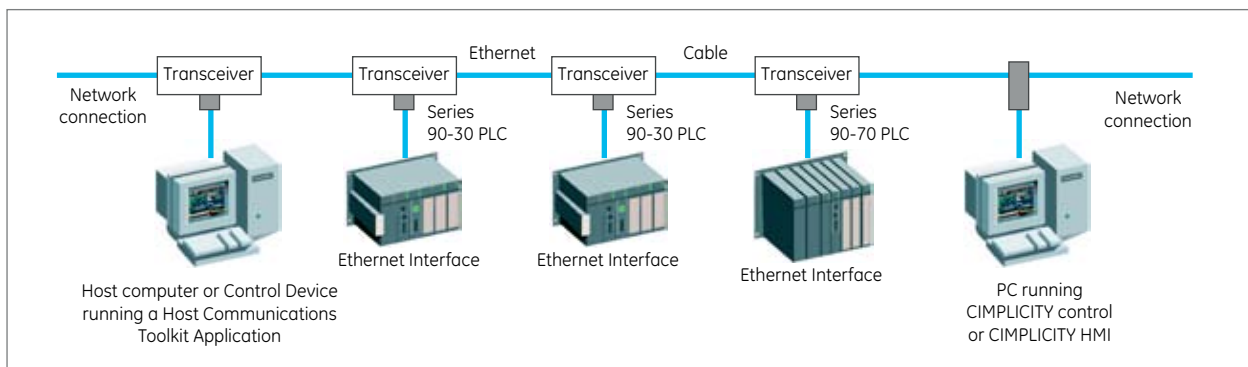 Ethernet
Cable
Transceiver
Transceiver
Transceiver
Transceiver
Network
connection
Series
90-30 PLC
Series
90-30 PLC
Series
90-70 PLC
Network
connection
Ethernet Interface
Ethernet Interface
Ethernet Interface
Host computer or Control Device
running a Host Communications
Toolkit Application
PC running
CIMPLICITY control
or CIMPLICITY HMI